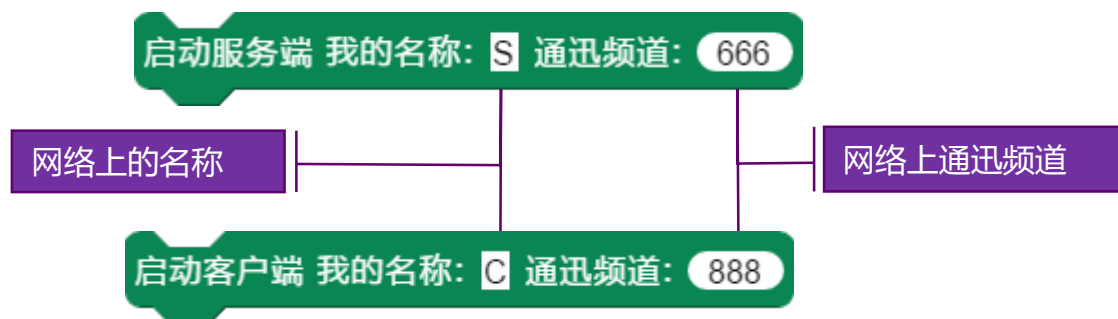 启动服务端 我的名称: S 通迅频道: 666
网络上的名称
网络上通迅频道
启动客户端 我的名称: C 通迅频道: 888